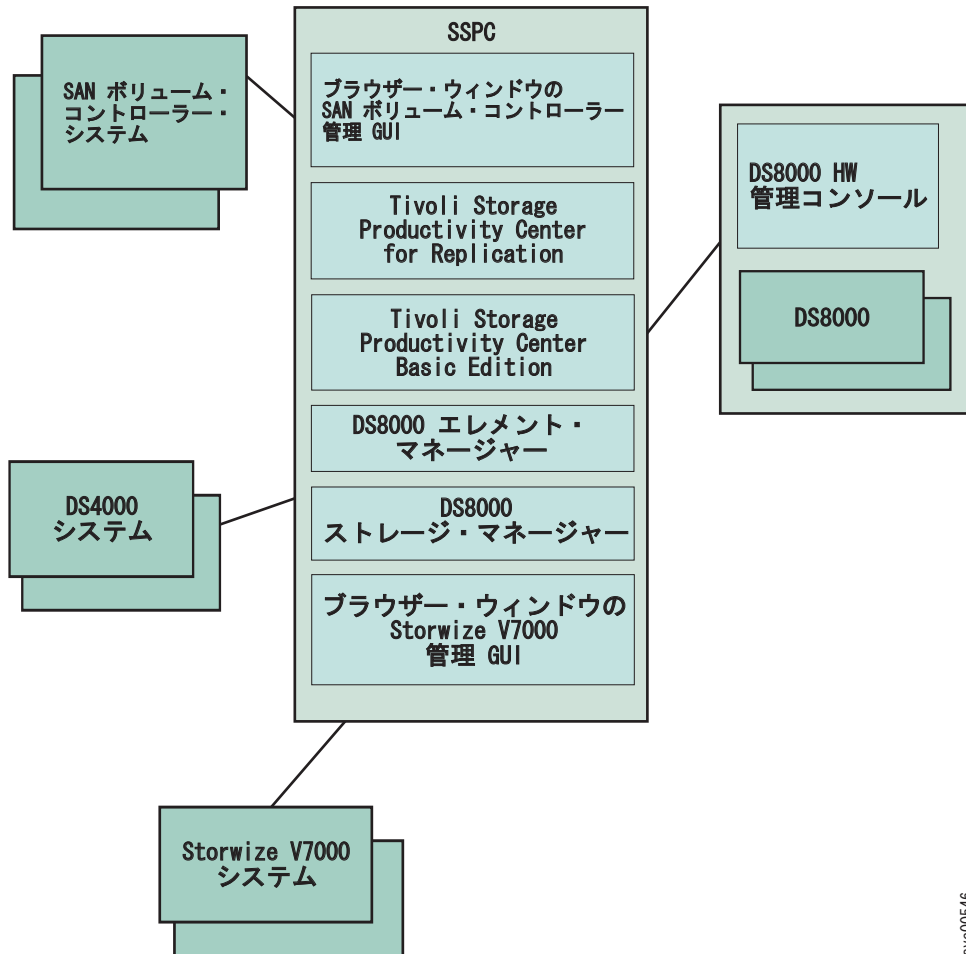 SSPC
SAN ボリューム・
コントローラー・
システム
ブラウザー・ウィンドウの
SAN ボリューム・コントローラー
管理 GUI
Tivoli Storage
Productivity Center
for Replication
Tivoli Storage
Productivity Center
Basic Edition
DS8000 エレメント・
マネージャー
DS8000
ストレージ・マネージャー
ブラウザー・ウィンドウの
Storwize V7000
管理 GUI
DS8000 HW
管理コンソール
DS8000
DS4000
システム
Storwize V7000
システム